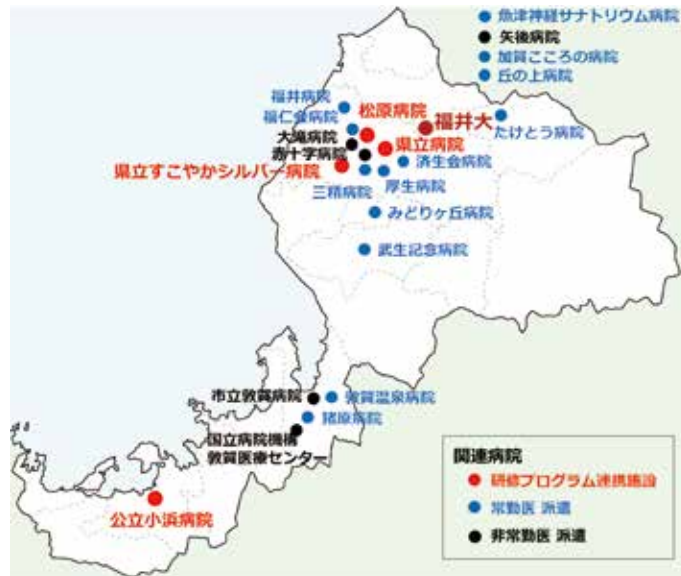 魚津神経サナトリウム病院
矢後病院
加賀こころの病院
丘の上病院
福井病院
福仁会病院
松原病院
福井大
たけとう病院
大滝病院
県立病院
赤十字病院
済生会病院
県立すこやかシルバー病院
厚生病院
三精病院
みどりヶ丘病院
武生記念病院
市立敦賀病院
敦賀温泉病院
猪原病院
国立病院機構
敦賀医療センター
公立小浜病院
関連病院
研修プログラム連携施設
常勤医 派遣
非常勤医 派遣